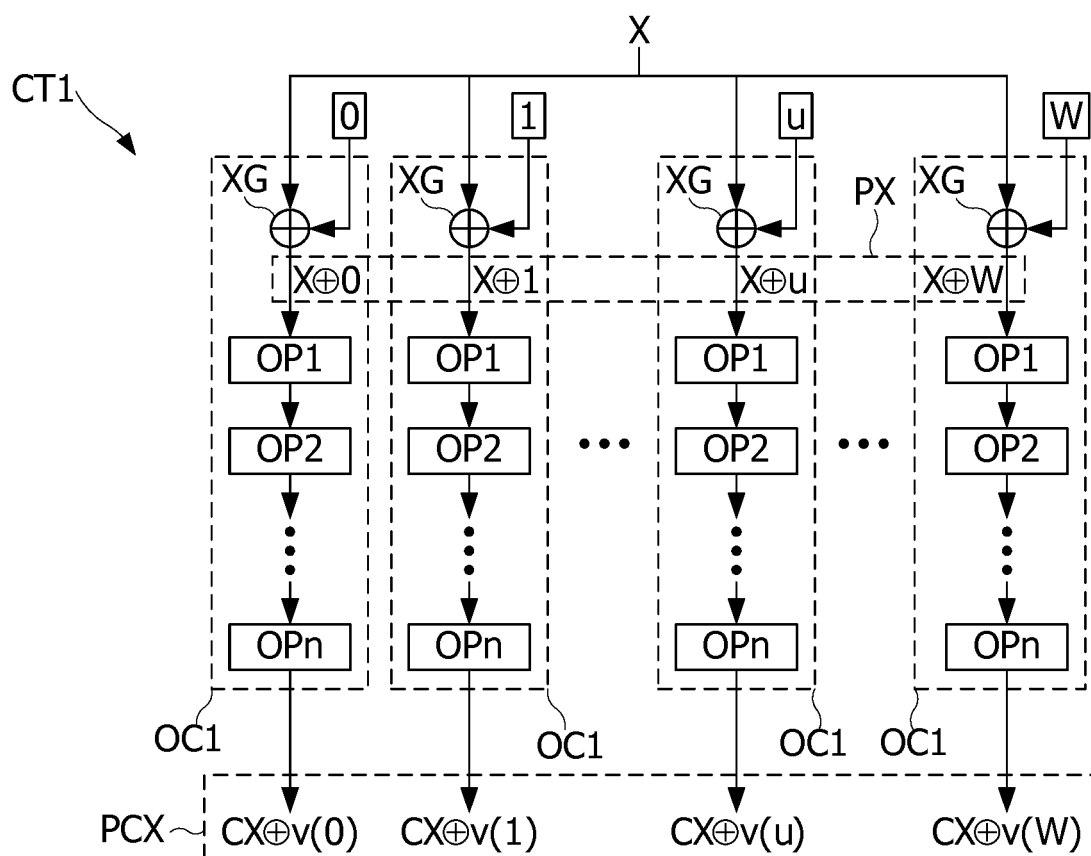 X
CT1
0 1 u W
XG XG XG PX XG
X⊕0 X⊕1 X⊕u X⊕W
OP1 OP1 OP1 OP1
OP2 OP2 ••• OP2 ••• OP2
OPn OPn OPn OPn
OC1 OC1 OC1 OC1
PCX CX⊕v(0) CX⊕v(1) CX⊕v(u) CX⊕v(W)